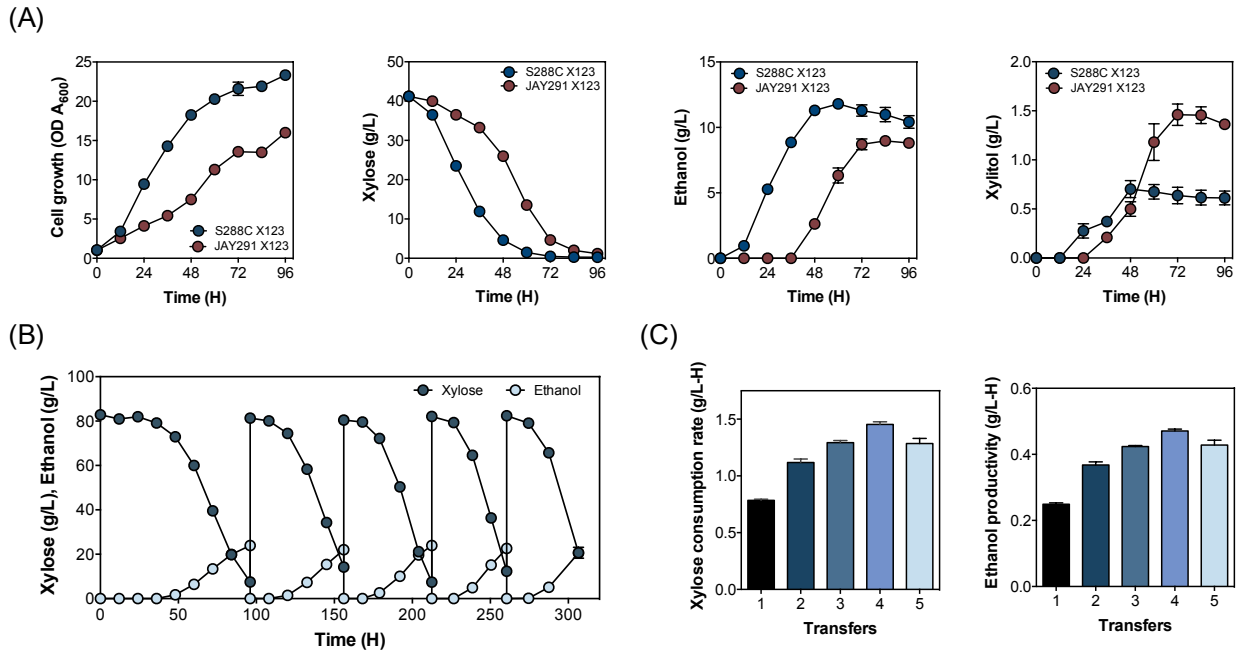 (A)
Cell growth (OD A600)
25
20
15
10
5
0
S288C X123
JAY291 X123
0 24 48 72 96
Time (H)
Xylose (g/L)
50
40
30
20
10
0
S288C X123
JAY291 X123
0 24 48 72 96
Time (H)
Ethanol (g/L)
15
10
5
0
S288C X123
JAY291 X123
0 24 48 72 96
Time (H)
Xylitol (g/L)
2.0
1.5
1.0
0.5
0.0
S288C X123
JAY291 X123
0 24 48 72 96
Time (H)
(B)
Xylose (g/L), Ethanol (g/L)
100
80
60
40
20
0
Xylose Ethanol
0 50 100 150 200 250 300
Time (H)
(C)
Xylose consumption rate (g/L-H)
1.5
1.0
0.5
0.0
1 2 3 4 5
Transfers
Ethanol productivity (g/L-H)
0.6
0.4
0.2
0.0
1 2 3 4 5
Transfers